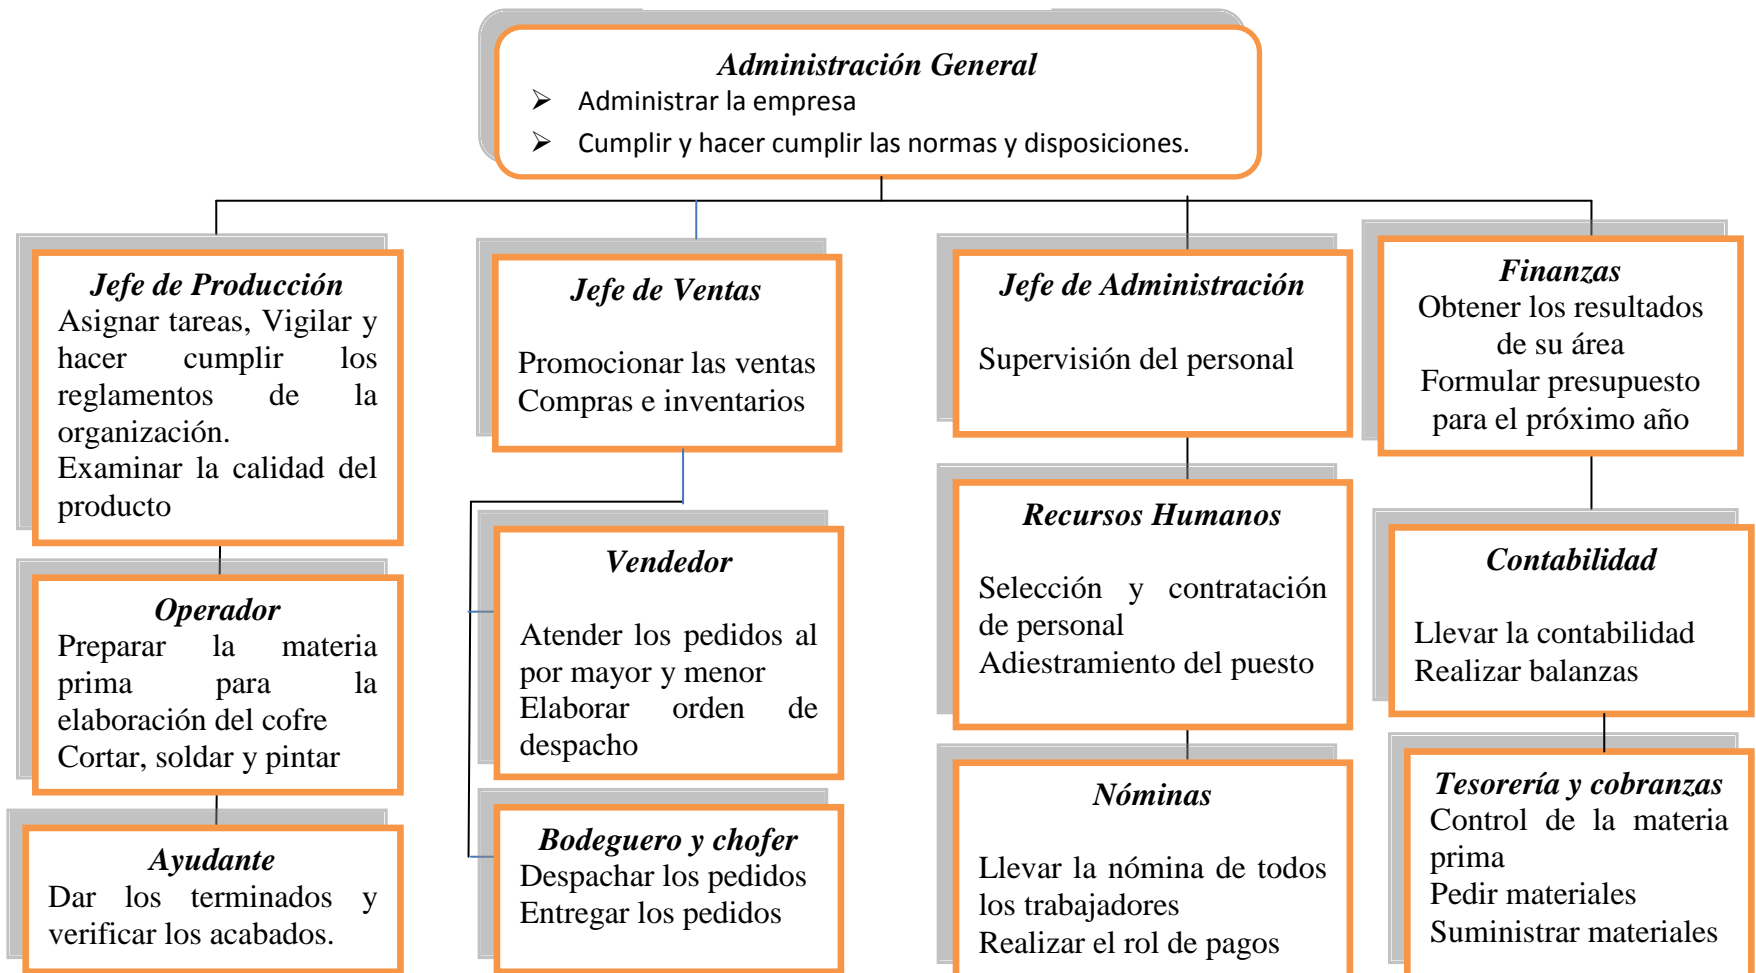 Administración General
➢ Administrar la empresa
➢ Cumplir y hacer cumplir las normas y disposiciones.
Jefe de Producción
Asignar tareas, Vigilar y
hacer cumplir los
reglamentos de la
organización.
Examinar la calidad del
producto
Operador
Preparar la materia
prima para la
elaboración del cofre
Cortar, soldar y pintar
Ayudante
Dar los terminados y
verificar los acabados.
Jefe de Ventas
Promocionar las ventas
Compras e inventarios
Vendedor
Atender los pedidos al
por mayor y menor
Elaborar orden de
despacho
Bodeguero y chofer
Despachar los pedidos
Entregar los pedidos
Jefe de Administración
Supervisión del personal
Recursos Humanos
Selección y contratación
de personal
Adiestramiento del puesto
Nóminas
Llevar la nómina de todos
los trabajadores
Realizar el rol de pagos
Finanzas
Obtener los resultados
de su área
Formular presupuesto
para el próximo año
Contabilidad
Llevar la contabilidad
Realizar balanzas
Tesorería y cobranzas
Control de la materia
prima
Pedir materiales
Suministrar materiales